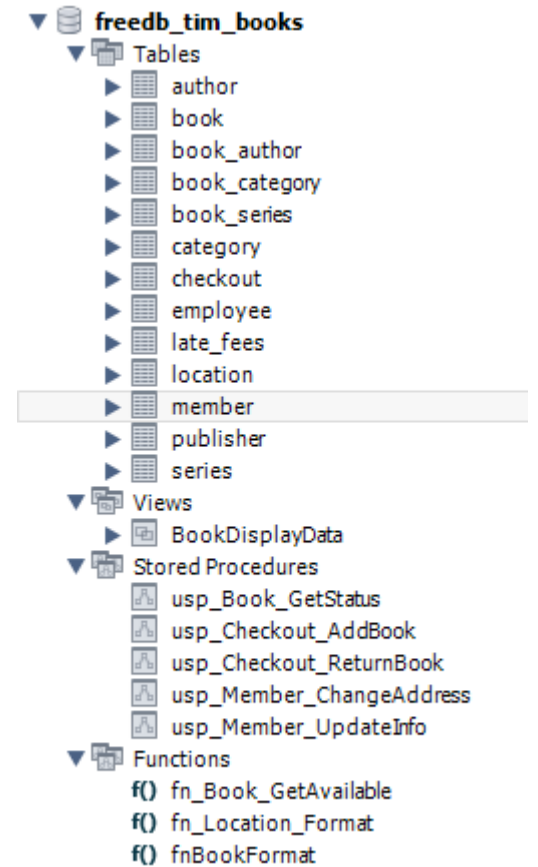 freedb_tim_books
Tables
author
book
book_author
book_category
book_series
category
checkout
employee
late_fees
location
member
publisher
series
Views
BookDisplayData
Stored Procedures
usp_Book_GetStatus
usp_Checkout_AddBook
usp_Checkout_ReturnBook
usp_Member_ChangeAddress
usp_Member_UpdateInfo
Functions
f() fn_Book_GetAvailable
f() fn_Location_Format
f() fnBookFormat